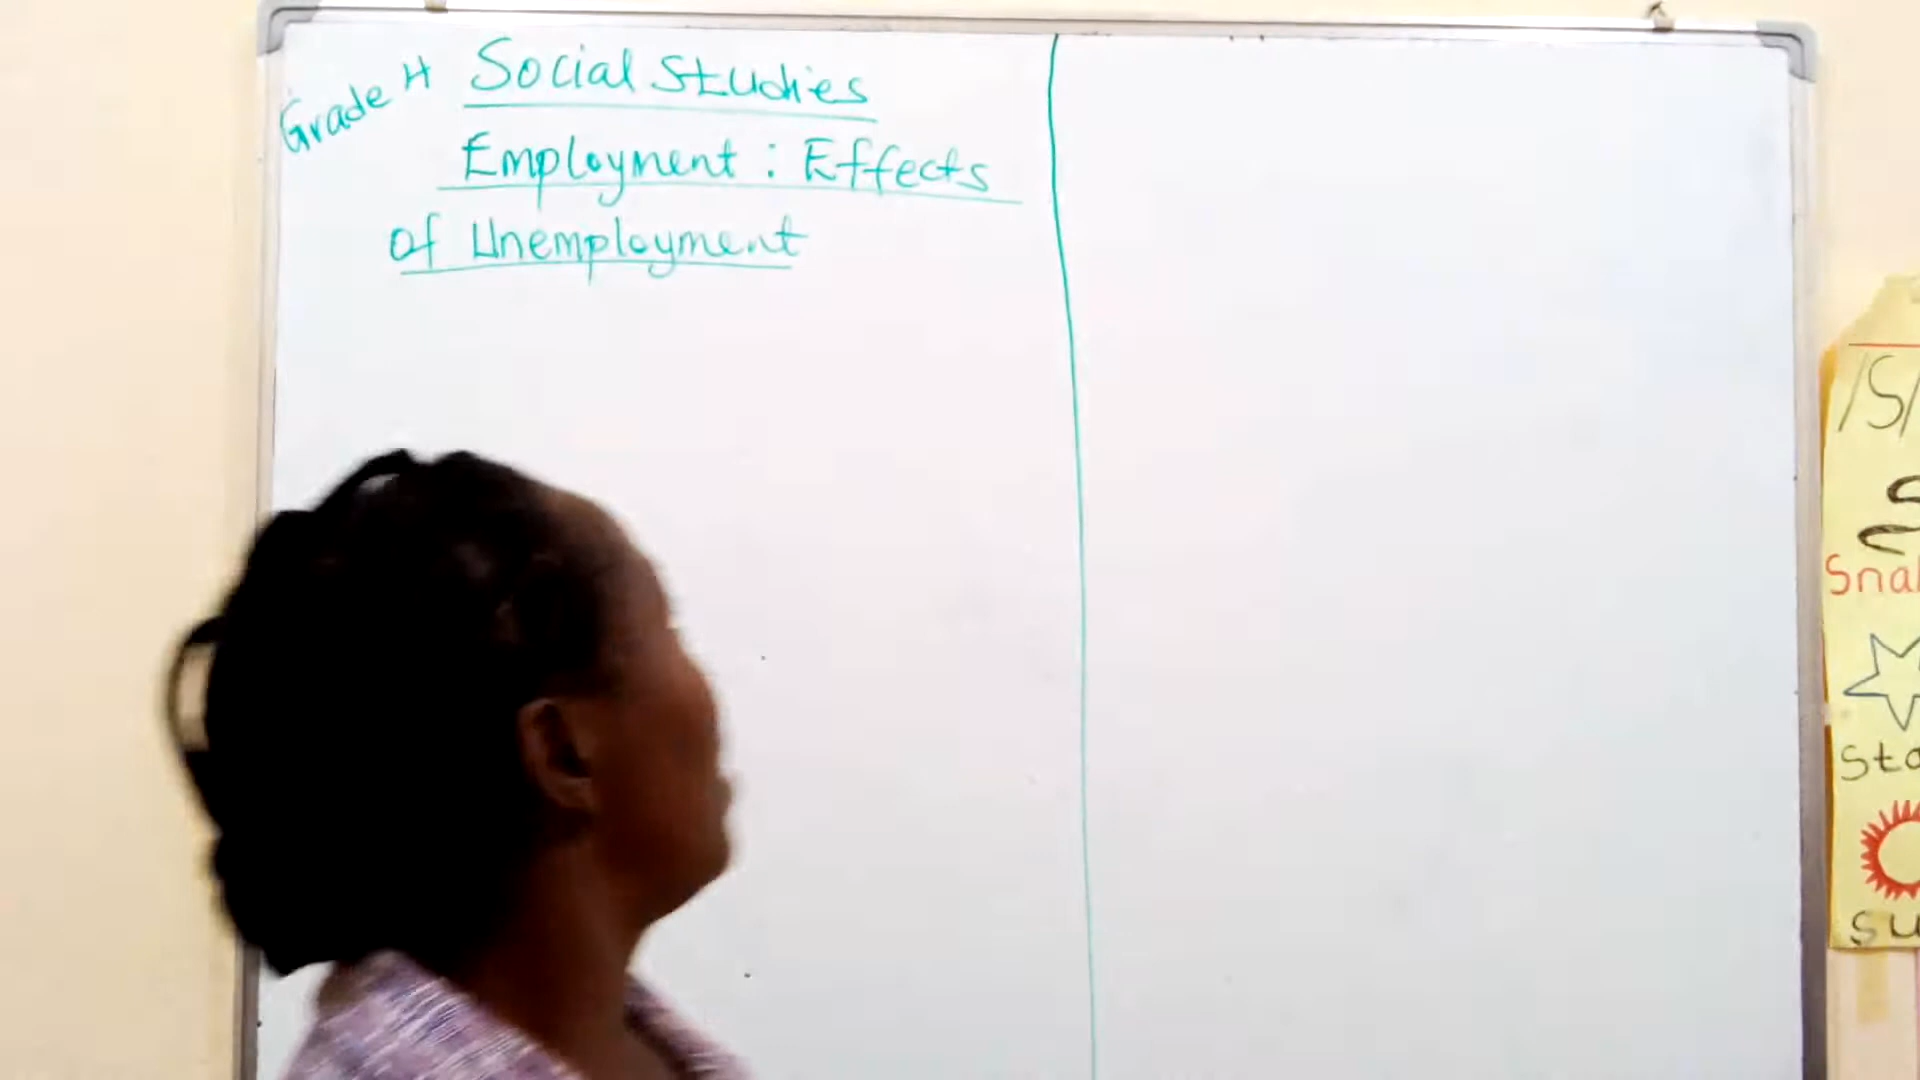 Grade 4 Social Studies
Employment : Effects
of Unemployment
/S/